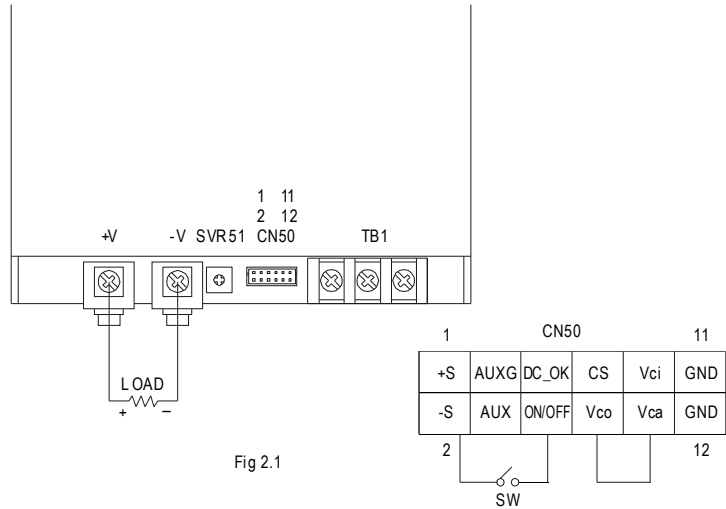 1 11
2 12
+V -V SVR51 CN50 TB1
LOAD
+ −
Fig 2.1
1 CN50 11
+S AUXG DC_OK CS Vci GND
-S AUX ON/OFF Vco Vca GND
2 12
SW